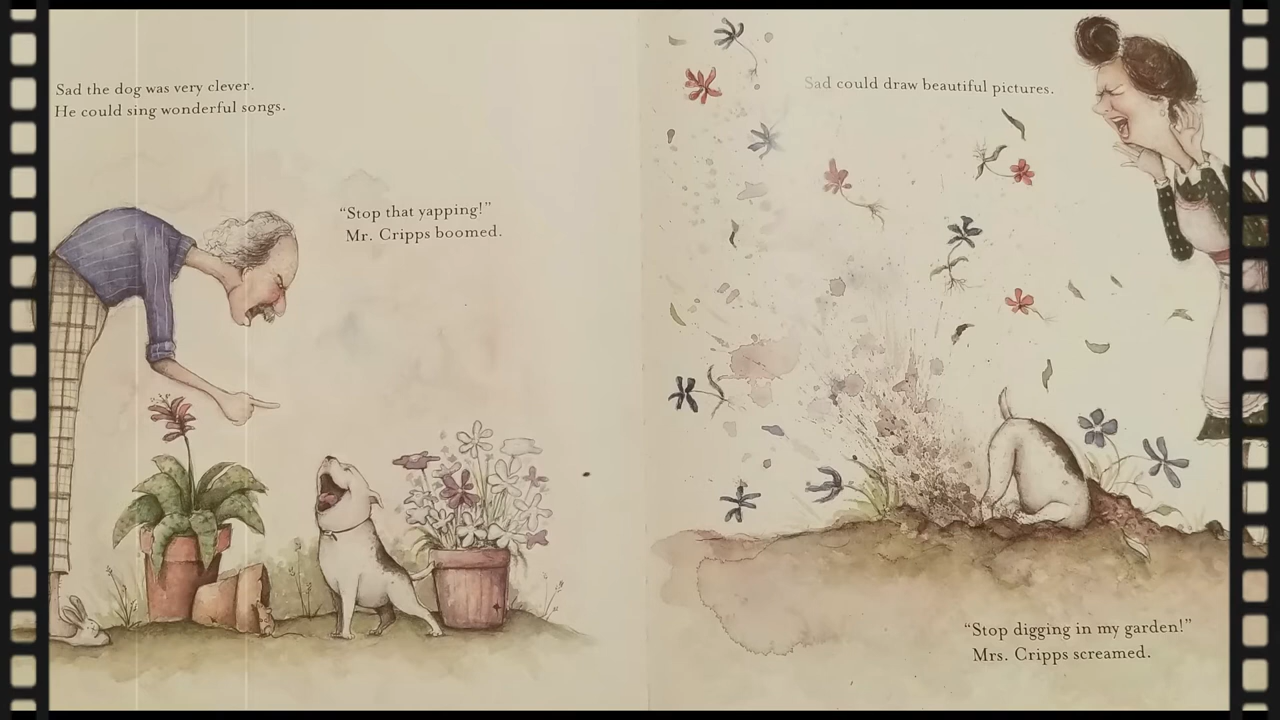 Sad the dog was very clever.
He could sing wonderful songs.
“Stop that yapping!”
Mr. Cripps boomed.
Sad could draw beautiful pictures.
“Stop digging in my garden!”
Mrs. Cripps screamed.